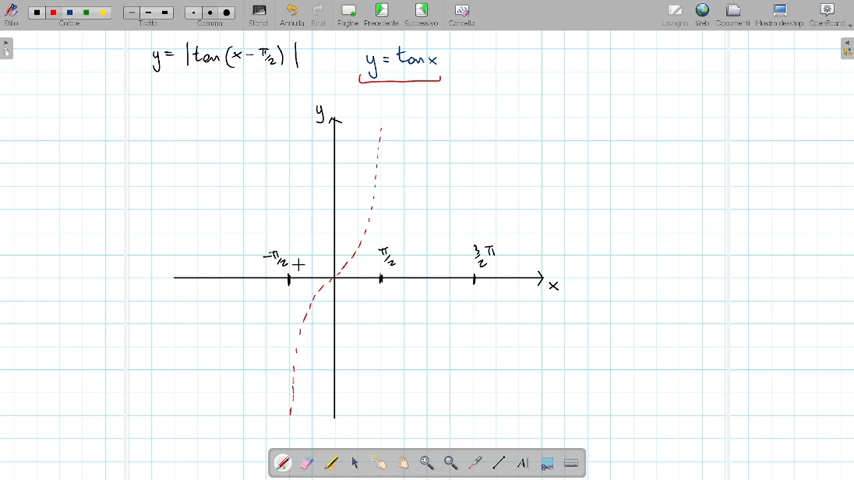 Stilo Colore Tratto Gomma Sfondi Annulla Rifai Pagine Precedente Successivo Cancella Lavagna Web Documenti Mostra desktop OpenBoard
y = |tan(x - π/2)| y = tan x
y
-π/2 π/2 3/2 π
x